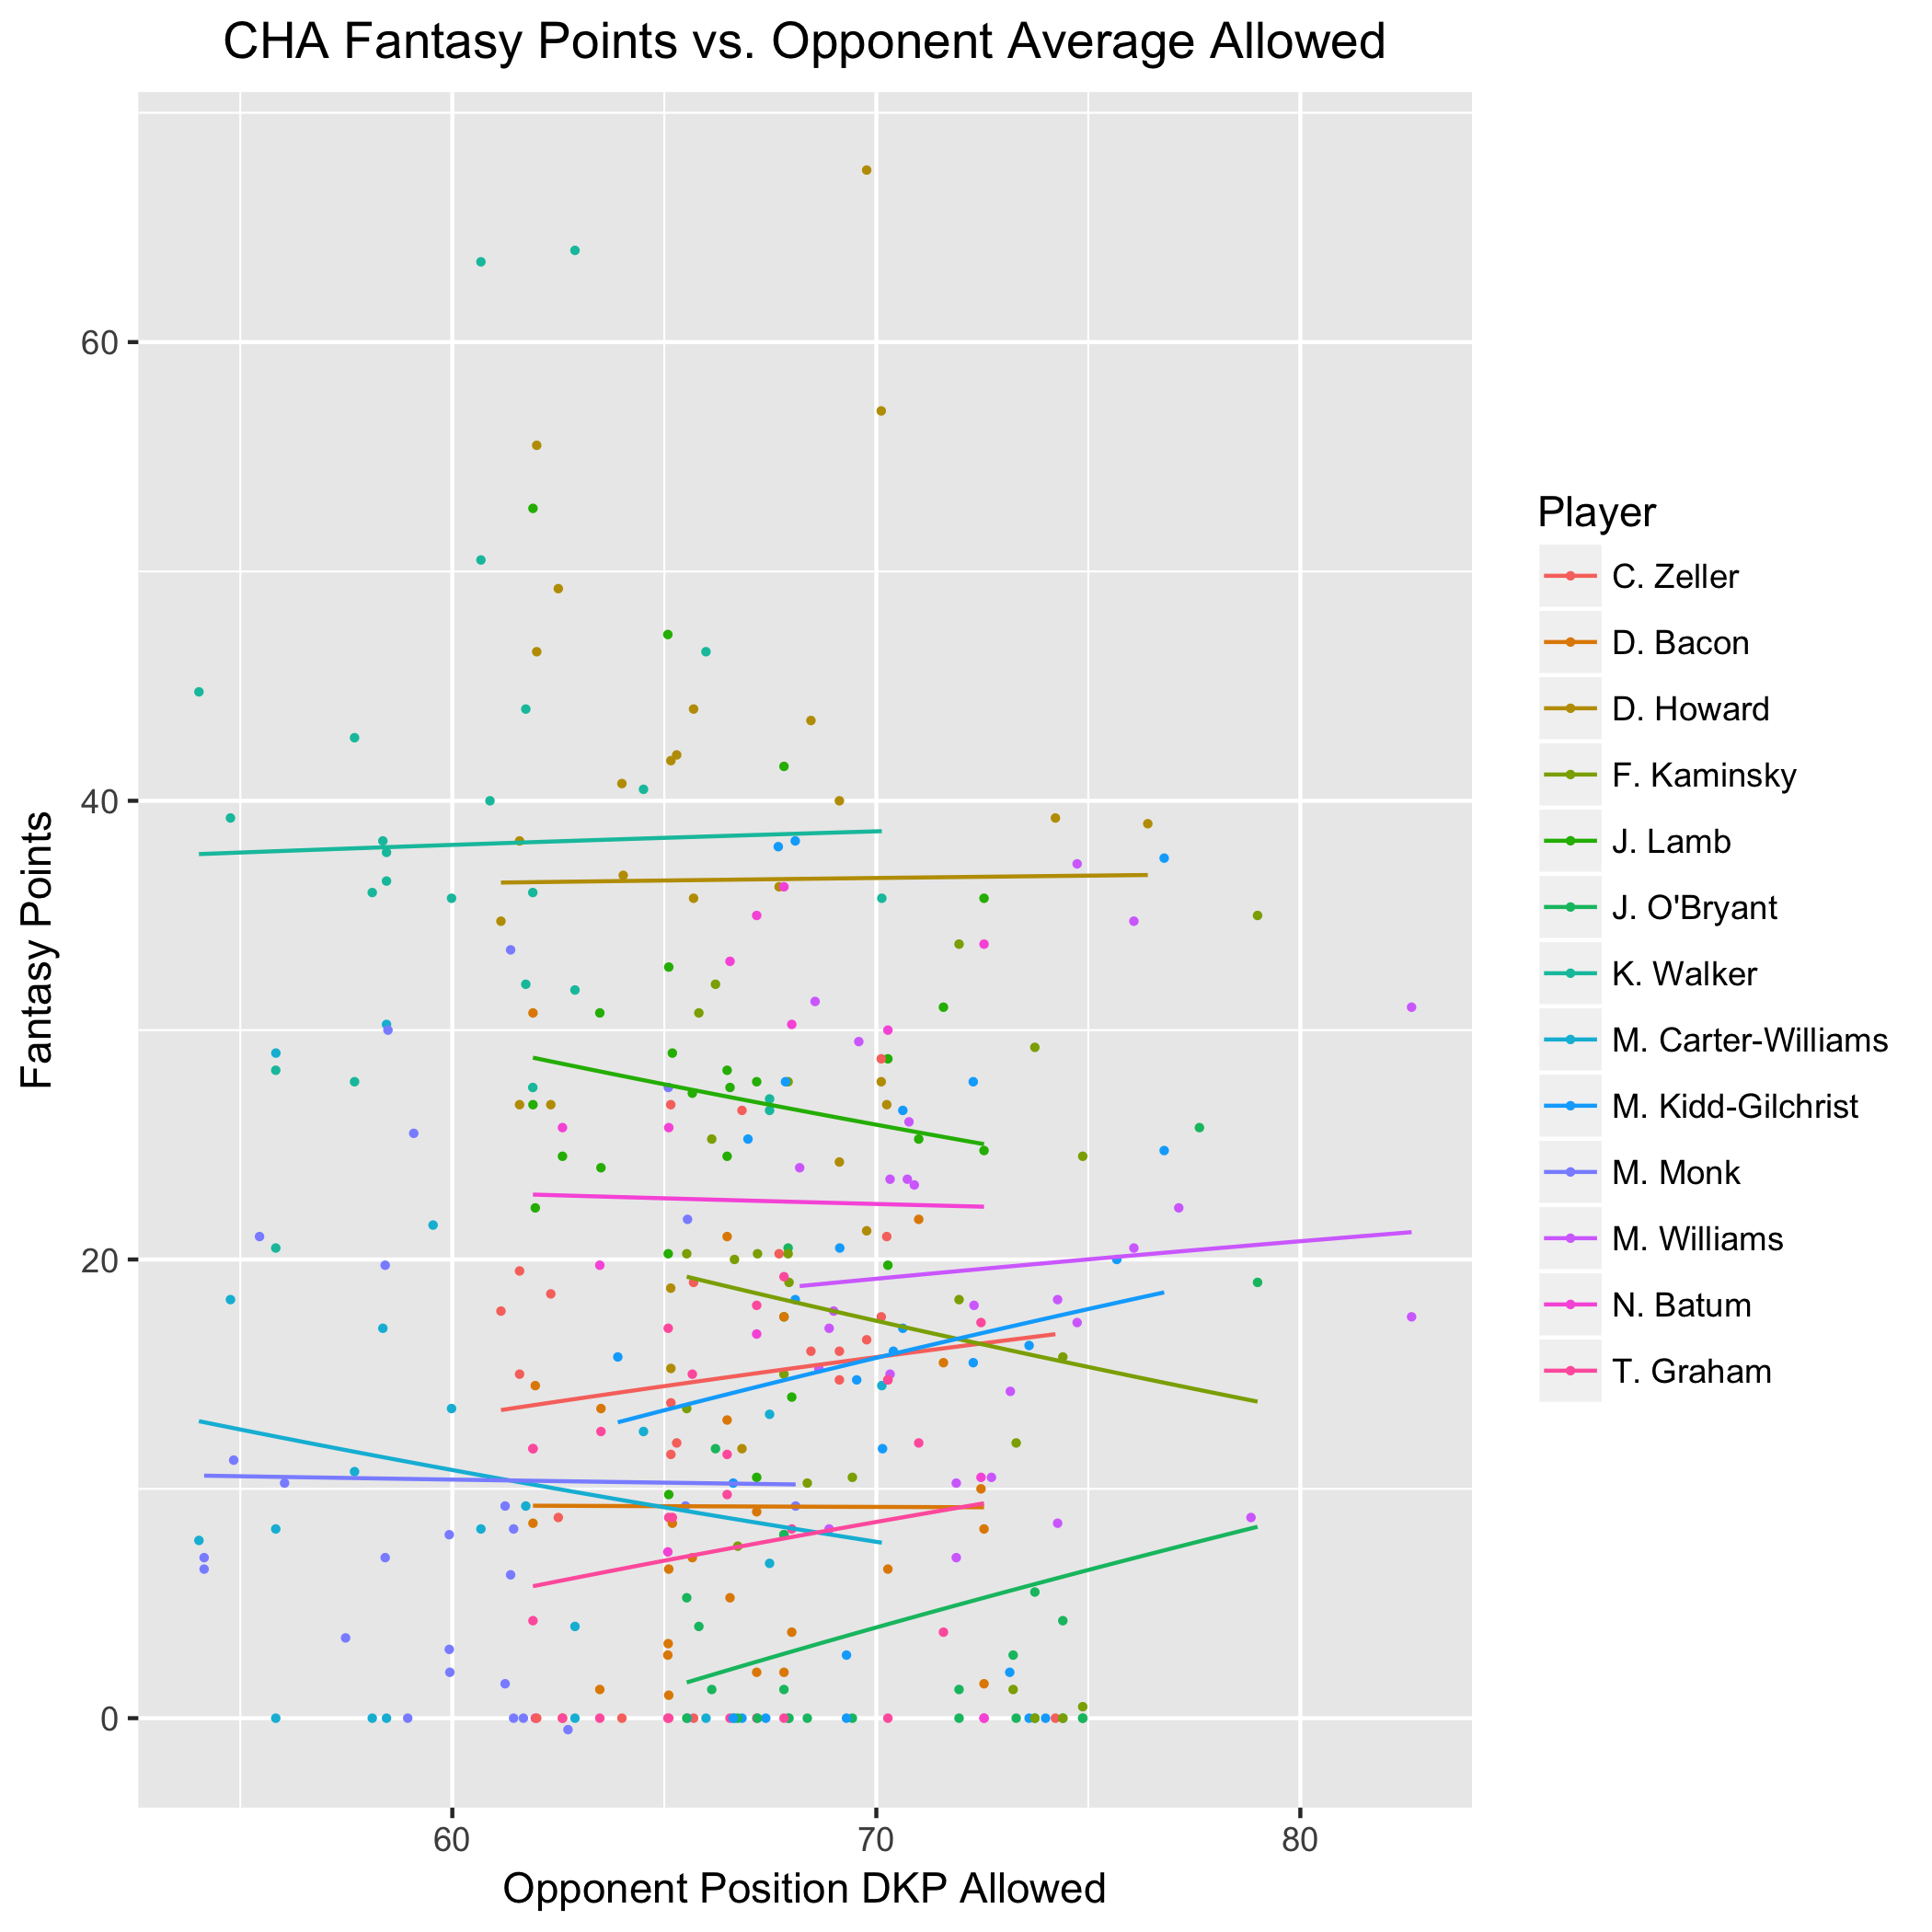 CHA Fantasy Points vs. Opponent Average Allowed
Fantasy Points
60
40
20
0
60 70 80
Opponent Position DKP Allowed
Player
C. Zeller
D. Bacon
D. Howard
F. Kaminsky
J. Lamb
J. O'Bryant
K. Walker
M. Carter-Williams
M. Kidd-Gilchrist
M. Monk
M. Williams
N. Batum
T. Graham